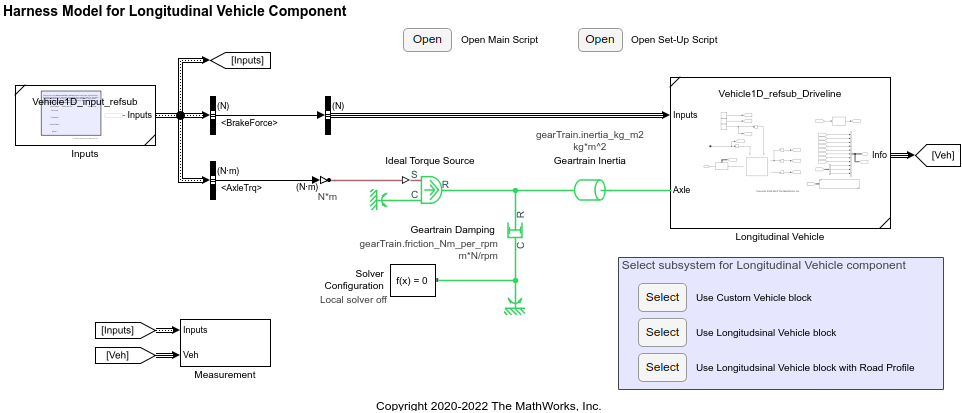 Harness Model for Longitudinal Vehicle Component
Open
Open Main Script
Open
Open Set-Up Script
[Inputs]
Vehicle1D_input_refsub
Inputs
Inputs
(N)
<BrakeForce>
(N)
(N·m)
<AxleTrq>
(N·m)
N*m
Ideal Torque Source
S
C
R
gearTrain.inertia_kg_m2
kg*m^2
Geartrain Inertia
Vehicle1D_refsub_Driveline
Inputs
Axle
Info
[Veh]
Longitudinal Vehicle
R
C
Geartrain Damping
gearTrain.friction_Nm_per_rpm
m*N/rpm
Solver
Configuration
Local solver off
f(x) = 0
Select subsystem for Longitudinal Vehicle component
Select
Use Custom Vehicle block
Select
Use Longitudsinal Vehicle block
Select
Use Longitudsinal Vehicle block with Road Profile
[Inputs]
[Veh]
Inputs
Veh
Measurement
Copyright 2020-2022 The MathWorks, Inc.